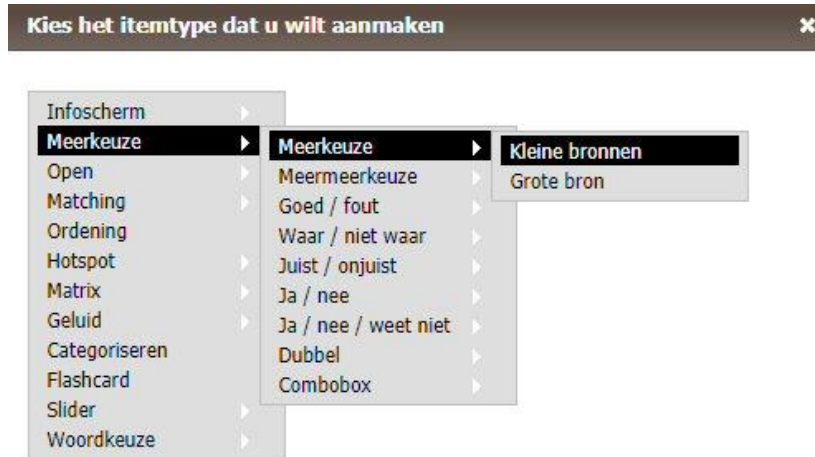 Kies het itemtype dat u wilt aanmaken
Infoscherm
Meerkeuze
Open
Matching
Ordening
Hotspot
Matrix
Geluid
Categoriseren
Flashcard
Slider
Woordkeuze
Meerkeuze
Meermeerkeuze
Goed / fout
Waar / niet waar
Juist / onjuist
Ja / nee
Ja / nee / weet niet
Dubbel
Combobox
Kleine bronnen
Grote bron